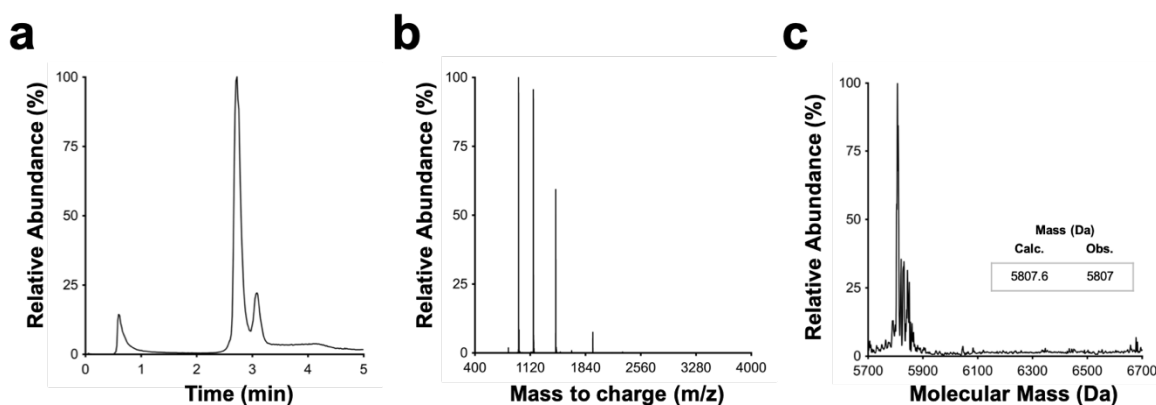 a
Relative Abundance (%)
100
75
50
25
0
0 1 2 3 4 5
Time (min)
b
Relative Abundance (%)
100
75
50
25
0
400 1120 1840 2560 3280 4000
Mass to charge (m/z)
c
Relative Abundance (%)
100
75
50
25
0
5700 5900 6100 6300 6500 6700
Molecular Mass (Da)
Mass (Da)
Calc. Obs.
5807.6 5807